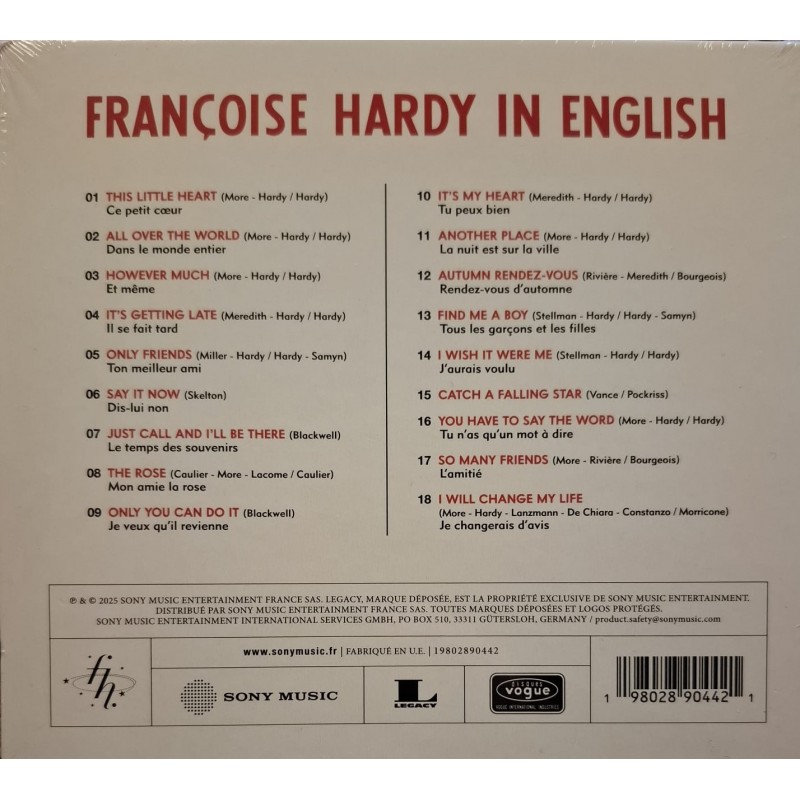 FRANÇOISE HARDY IN ENGLISH
01 THIS LITTLE HEART (More - Hardy / Hardy)
Ce petit cœur
02 ALL OVER THE WORLD (More - Hardy / Hardy)
Dans le monde entier
03 HOWEVER MUCH (More - Hardy / Hardy)
Et même
04 IT'S GETTING LATE (Meredith - Hardy / Hardy)
Il se fait tard
05 ONLY FRIENDS (Miller - Hardy / Hardy - Samyn)
Ton meilleur ami
06 SAY IT NOW (Skelton)
Dis-lui non
07 JUST CALL AND I'LL BE THERE (Blackwell)
Le temps des souvenirs
08 THE ROSE (Caulier - More - Lacome / Caulier)
Mon amie la rose
09 ONLY YOU CAN DO IT (Blackwell)
Je veux qu'il revienne
10 IT'S MY HEART (Meredith - Hardy / Hardy)
Tu peux bien
11 ANOTHER PLACE (More - Hardy / Hardy)
La nuit est sur la ville
12 AUTUMN RENDEZ-VOUS (Rivière - Meredith / Bourgeois)
Rendez-vous d'automne
13 FIND ME A BOY (Stellman - Hardy / Hardy - Samyn)
Tous les garçons et les filles
14 I WISH IT WERE ME (Stellman - Hardy / Hardy)
J'aurais voulu
15 CATCH A FALLING STAR (Vance / Pockriss)
16 YOU HAVE TO SAY THE WORD (More - Hardy / Hardy)
Tu n'as qu'un mot à dire
17 SO MANY FRIENDS (More - Rivière / Bourgeois)
L'amitié
18 I WILL CHANGE MY LIFE
(More - Hardy - Lanzmann - De Chiara - Constanzo / Morricone)
Je changerais d'avis
℗ & © 2025 SONY MUSIC ENTERTAINMENT FRANCE SAS. LEGACY, MARQUE DÉPOSÉE, EST LA PROPRIÉTÉ EXCLUSIVE DE SONY MUSIC ENTERTAINMENT.
DISTRIBUÉ PAR SONY MUSIC ENTERTAINMENT FRANCE SAS. TOUTES MARQUES DÉPOSÉES ET LOGOS PROTÉGÉS.
SONY MUSIC ENTERTAINMENT INTERNATIONAL SERVICES GMBH, PO BOX 510, 33311 GÜTERSLOH, GERMANY / product.safety@sonymusic.com
fh
www.sonymusic.fr | FABRIQUÉ EN U.E. | 19802890442
SONY MUSIC
L
LEGACY
DISQUES
vogue
VOGUE INTERNATIONAL INDUSTRIES
1 98028 90442 1